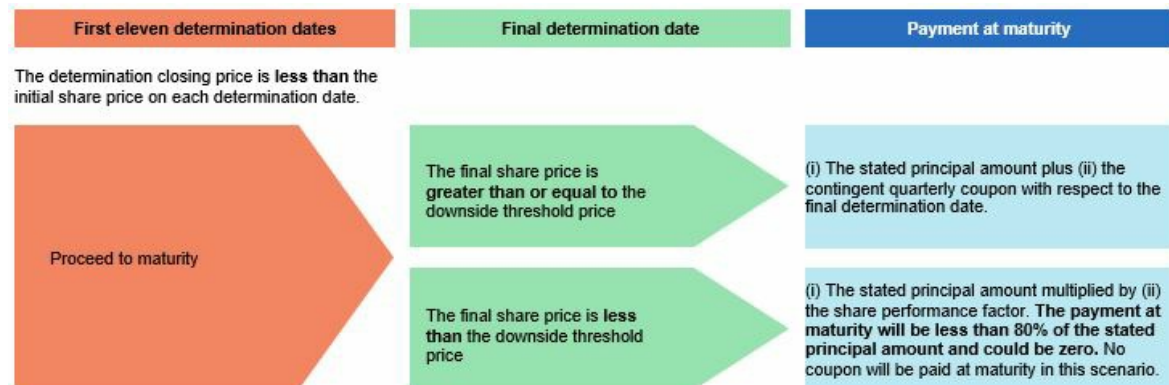 First eleven determination dates
Final determination date
Payment at maturity
The determination closing price is less than the
initial share price on each determination date.
Proceed to maturity
The final share price is
greater than or equal to the
downside threshold price
(i) The stated principal amount plus (ii) the
contingent quarterly coupon with respect to the
final determination date.
The final share price is less
than the downside threshold
price
(i) The stated principal amount multiplied by (ii)
the share performance factor. The payment at
maturity will be less than 80% of the stated
principal amount and could be zero. No
coupon will be paid at maturity in this scenario.